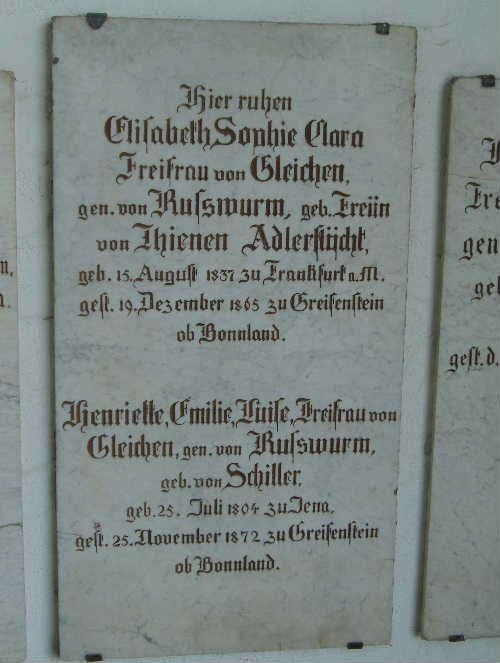 Hier ruhen
Elisabeth, Sophie Clara
Freifrau von Gleichen,
gen. von Russwurm, geb. Freiin
von Thienen Adlerflycht,
geb. 15. August 1837 zu Frankfurt a. M.
gest. 19. Dezember 1865 zu Greifenstein
ob Bonnland.
Henriette, Emilie, Luise, Freifrau von
Gleichen, gen. von Russwurm,
geb. von Schiller,
geb. 25. Juli 1804 zu Jena,
gest. 25. November 1872 zu Greifenstein
ob Bonnland.
gen
gest. d.